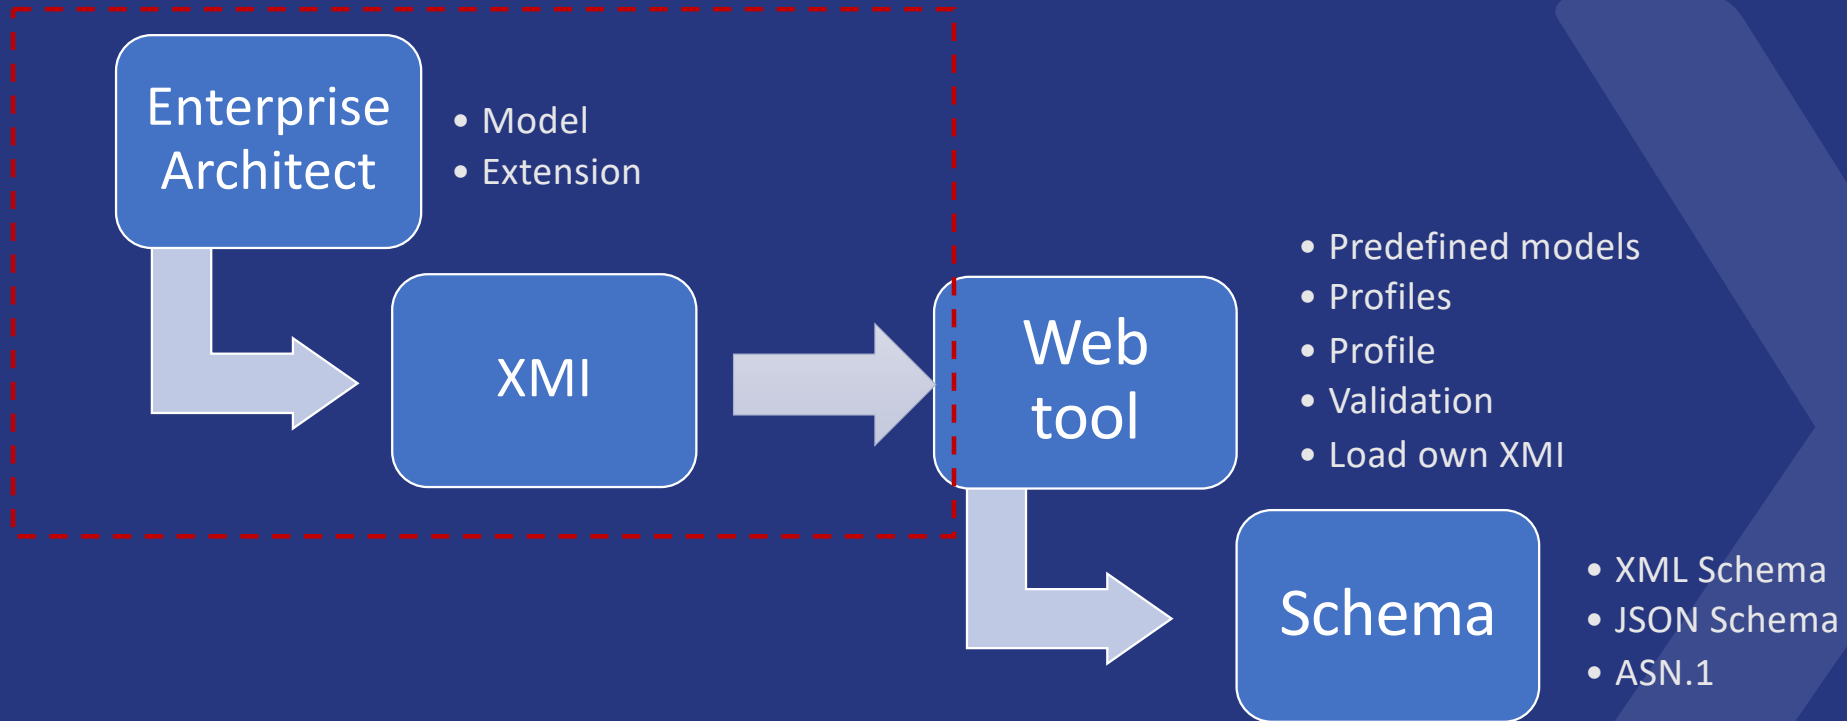 Enterprise
Architect
• Model
• Extension
XMI
Web
tool
• Predefined models
• Profiles
• Profile
• Validation
• Load own XMI
Schema
• XML Schema
• JSON Schema
• ASN.1